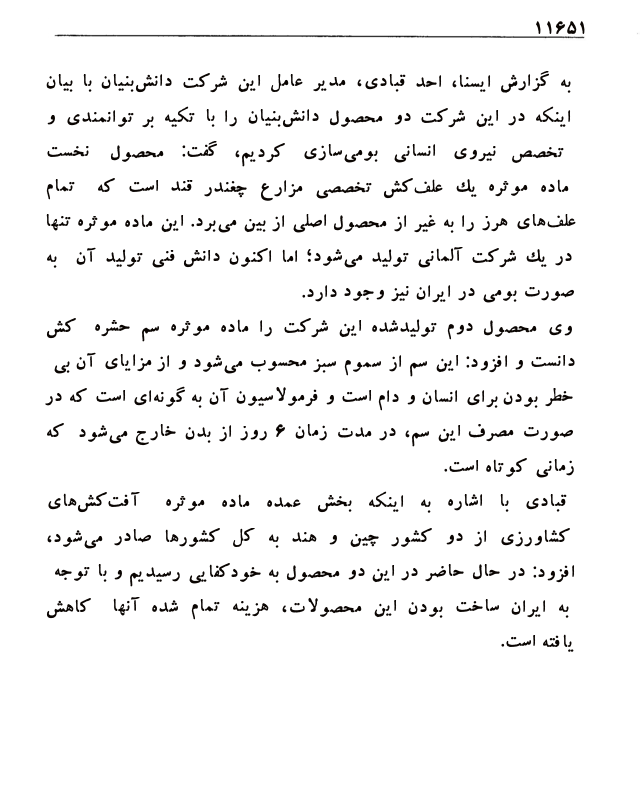 ۱۱۶۵۱
به گزارش ایسنا، احد قبادی، مدیر عامل این شرکت دانش‌بنیان با بیان
اینکه در این شرکت دو محصول دانش‌بنیان را با تکیه بر توانمندی و
تخصص نیروی انسانی بومی‌سازی کردیم، گفت: محصول نخست
ماده موثره یك علف‌کش تخصصی مزارع چغندر قند است که تمام
علف‌های هرز را به غیر از محصول اصلی از بین می‌برد. این ماده موثره تنها
در یك شرکت آلمانی تولید می‌شود؛ اما اکنون دانش فنی تولید آن به
صورت بومی در ایران نیز وجود دارد.
وی محصول دوم تولیدشده این شرکت را ماده موثره سم حشره کش
دانست و افزود: این سم از سموم سبز محسوب می‌شود و از مزایای آن بی
خطر بودن برای انسان و دام است و فرمولاسیون آن به گونه‌ای است که در
صورت مصرف این سم، در مدت زمان ۶ روز از بدن خارج می‌شود که
زمانی کوتاه است.
قبادی با اشاره به اینکه بخش عمده ماده موثره آفت‌کش‌های
کشاورزی از دو کشور چین و هند به کل کشورها صادر می‌شود،
افزود: در حال حاضر در این دو محصول به خودکفایی رسیدیم و با توجه
به ایران ساخت بودن این محصولات، هزینه تمام شده آنها کاهش
یافته است.